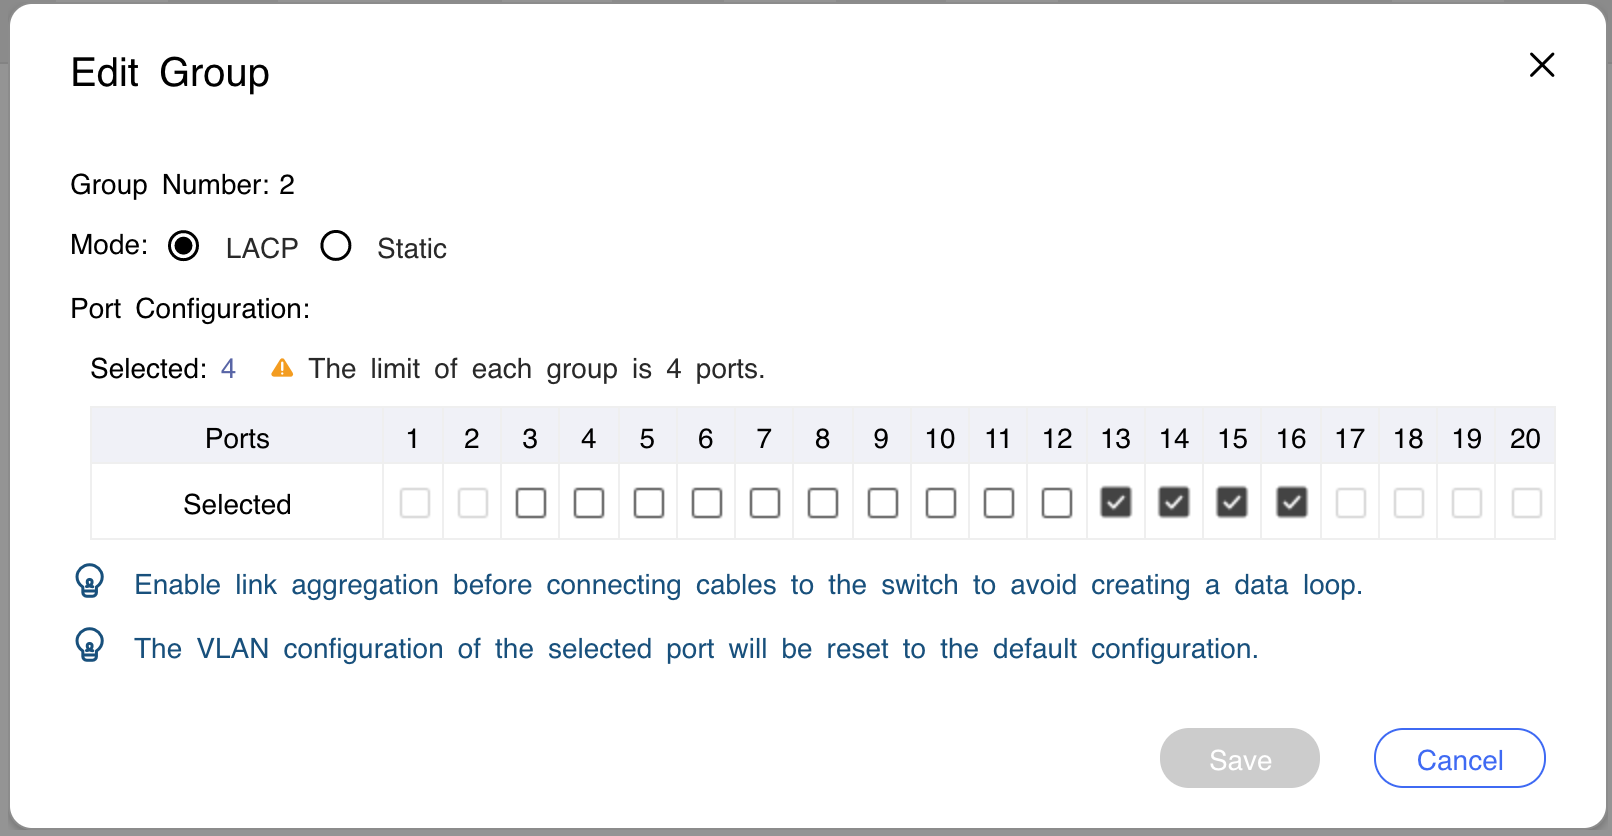 Edit Group
Group Number: 2
Mode: LACP Static
Port Configuration:
Selected: 4 The limit of each group is 4 ports.
Ports 1 2 3 4 5 6 7 8 9 10 11 12 13 14 15 16 17 18 19 20
Selected
Enable link aggregation before connecting cables to the switch to avoid creating a data loop.
The VLAN configuration of the selected port will be reset to the default configuration.
Save Cancel